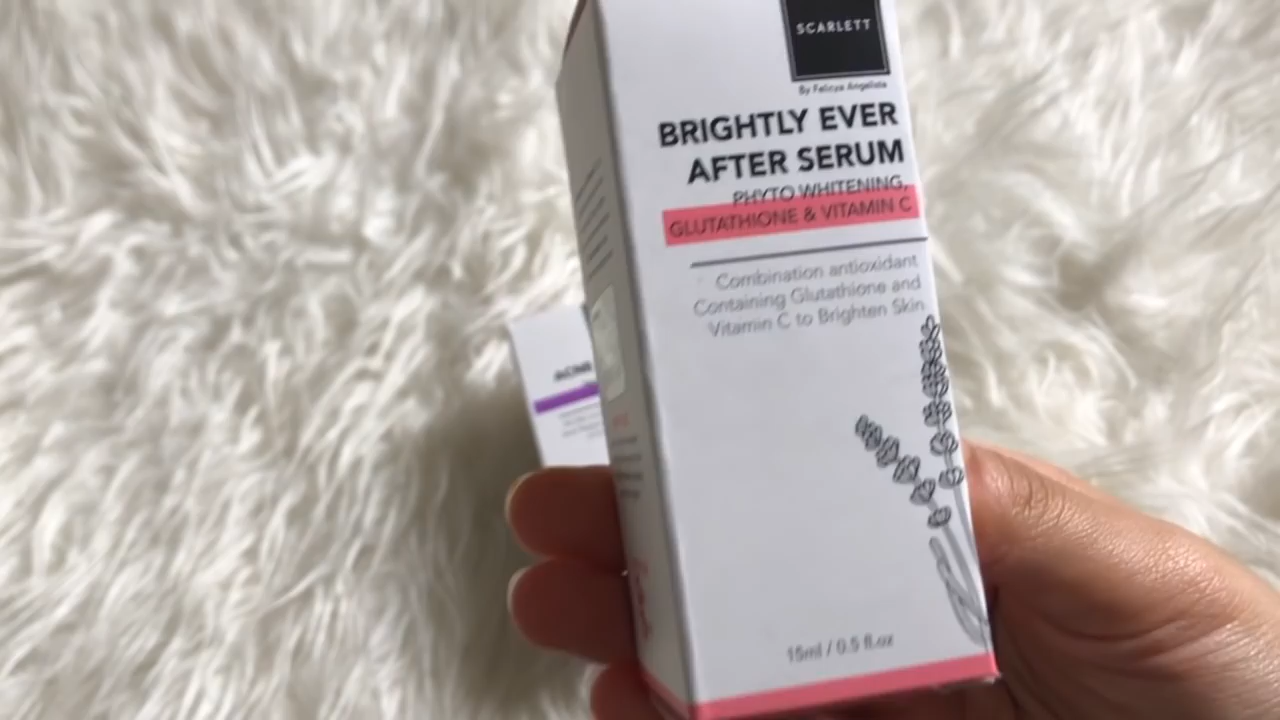 SCARLETT
By Felicya Angelista
BRIGHTLY EVER
AFTER SERUM
PHYTO WHITENING,
GLUTATHIONE & VITAMIN C
Combination antioxidant
Containing Glutathione and
Vitamin C to Brighten Skin
15ml / 0.5 fl.oz
ACNE